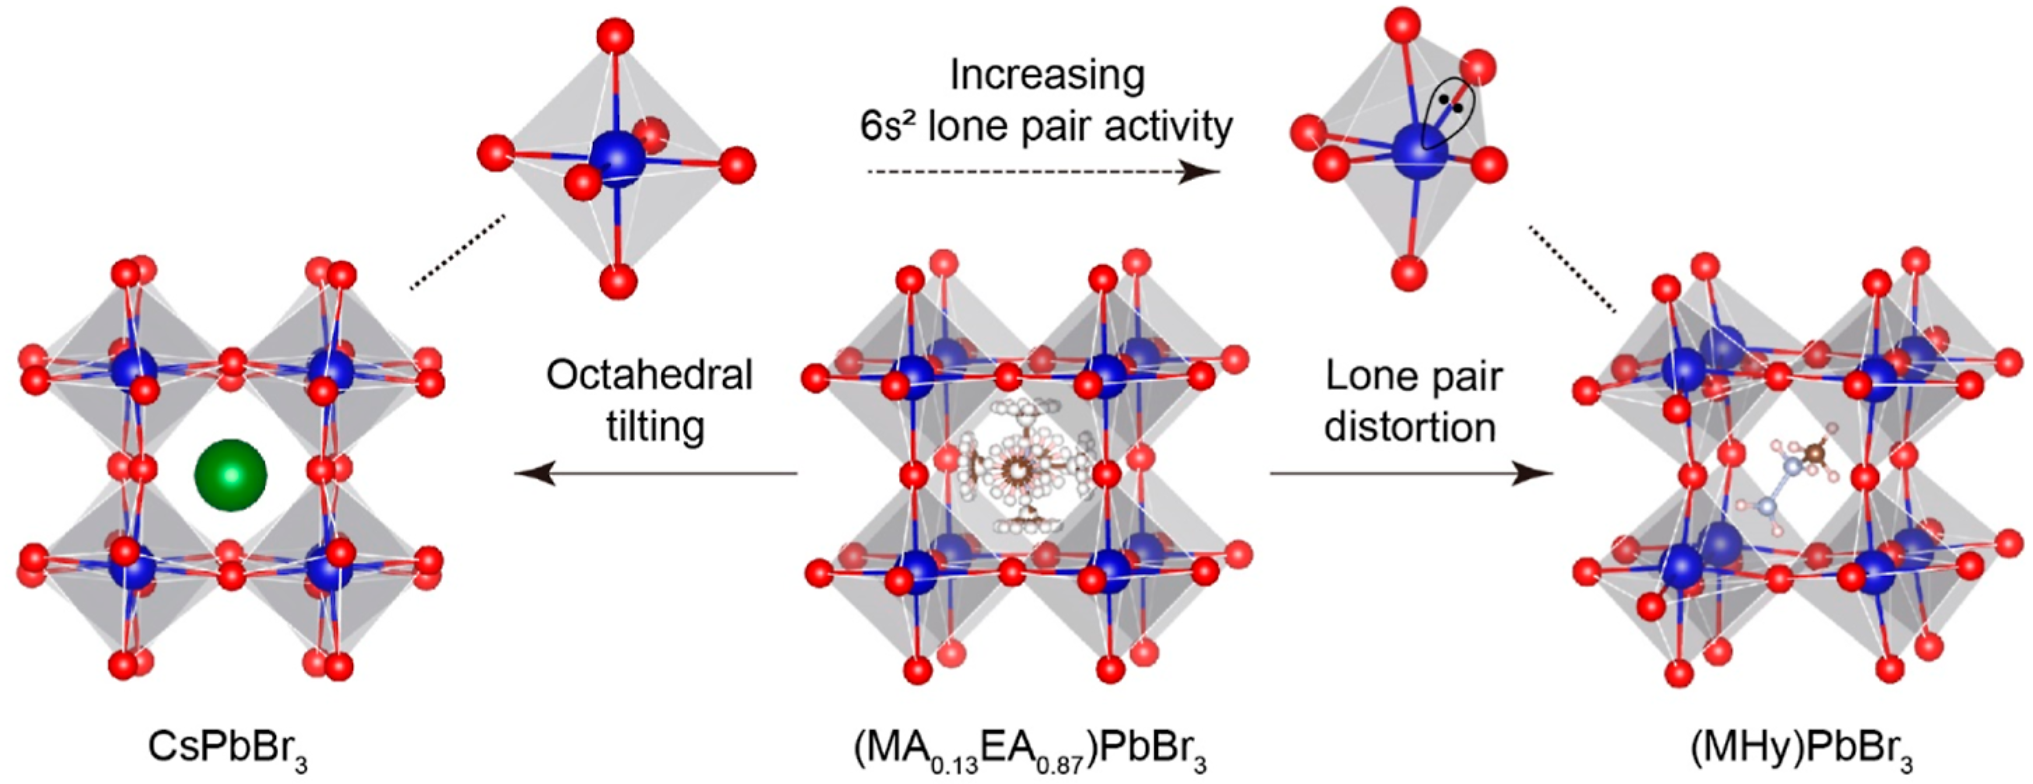 Increasing
6s² lone pair activity
Octahedral
tilting
Lone pair
distortion
CsPbBr₃
(MA₀.₁₃EA₀.₈₇)PbBr₃
(MHy)PbBr₃